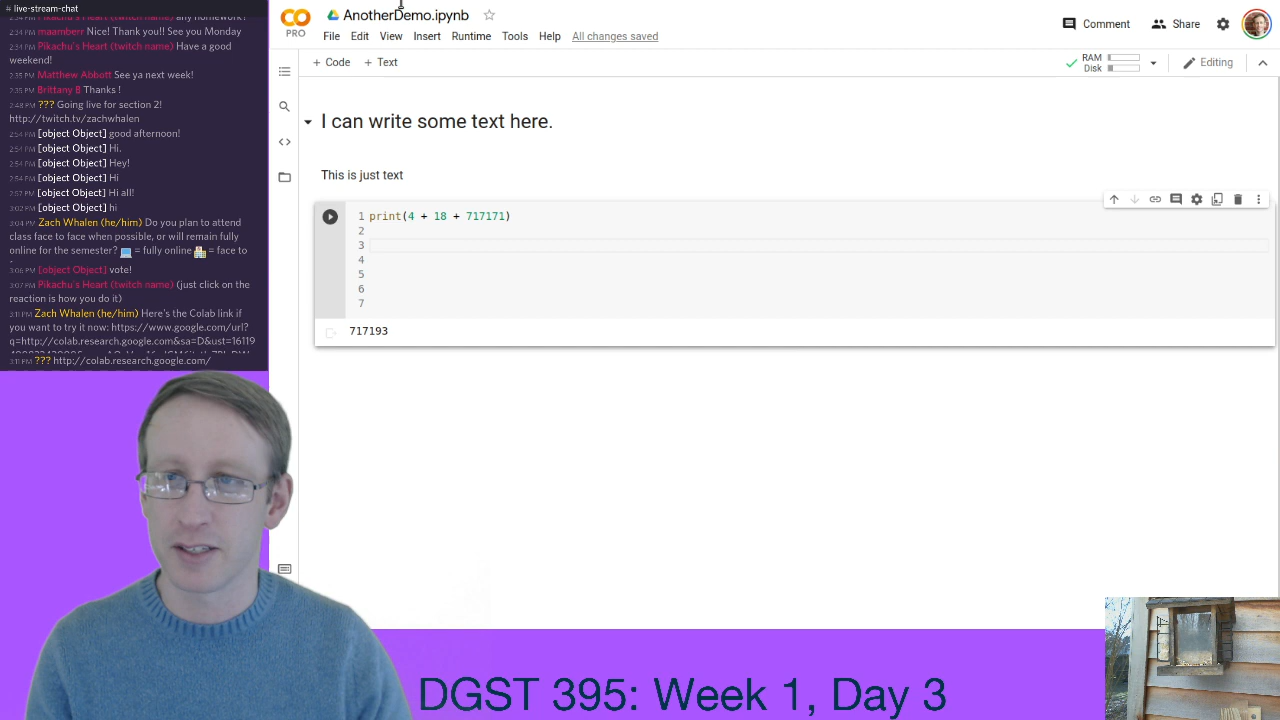 # live-stream-chat
Pikachu's Heart (twitch name) any homework?
2:34 PM maamberr Nice! Thank you!! See you Monday
2:34 PM Pikachu's Heart (twitch name) Have a good
weekend!
2:35 PM Matthew Abbott See ya next week!
2:35 PM Brittany B Thanks !
2:48 PM ??? Going live for section 2!
http://twitch.tv/zachwhalen
2:54 PM [object Object] good afternoon!
2:54 PM [object Object] Hi.
2:54 PM [object Object] Hey!
2:54 PM [object Object] Hi
2:57 PM [object Object] Hi all!
3:02 PM [object Object] hi
3:04 PM Zach Whalen (he/him) Do you plan to attend
class face to face when possible, or will remain fully
online for the semester? = fully online = face to
3:06 PM [object Object] vote!
3:07 PM Pikachu's Heart (twitch name) (just click on the
reaction is how you do it)
3:11 PM Zach Whalen (he/him) Here's the Colab link if
you want to try it now: https://www.google.com/url?
q=http://colab.research.google.com&sa=D&ust=16119
3:11 PM ??? http://colab.research.google.com/
PRO
AnotherDemo.ipynb
File Edit View Insert Runtime Tools Help All changes saved
Comment Share
+ Code + Text
RAM
Disk
Editing
I can write some text here.
This is just text
1 print(4 + 18 + 717171)
2
3
4
5
6
7
717193
DGST 395: Week 1, Day 3